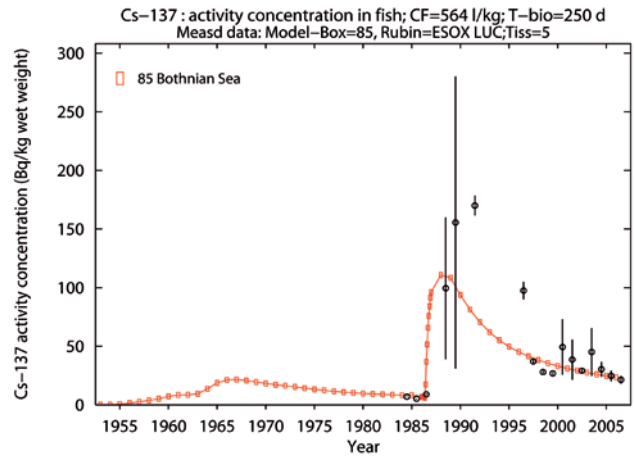 Cs-137 : activity concentration in fish; CF=564 l/kg; T-bio=250 d
Measd data: Model-Box=85, Rubin=ESOX LUC;Tiss=5
Cs-137 activity concentration (Bq/kg wet weight)
300
250
200
150
100
50
0
85 Bothnian Sea
1955 1960 1965 1970 1975 1980 1985 1990 1995 2000 2005
Year